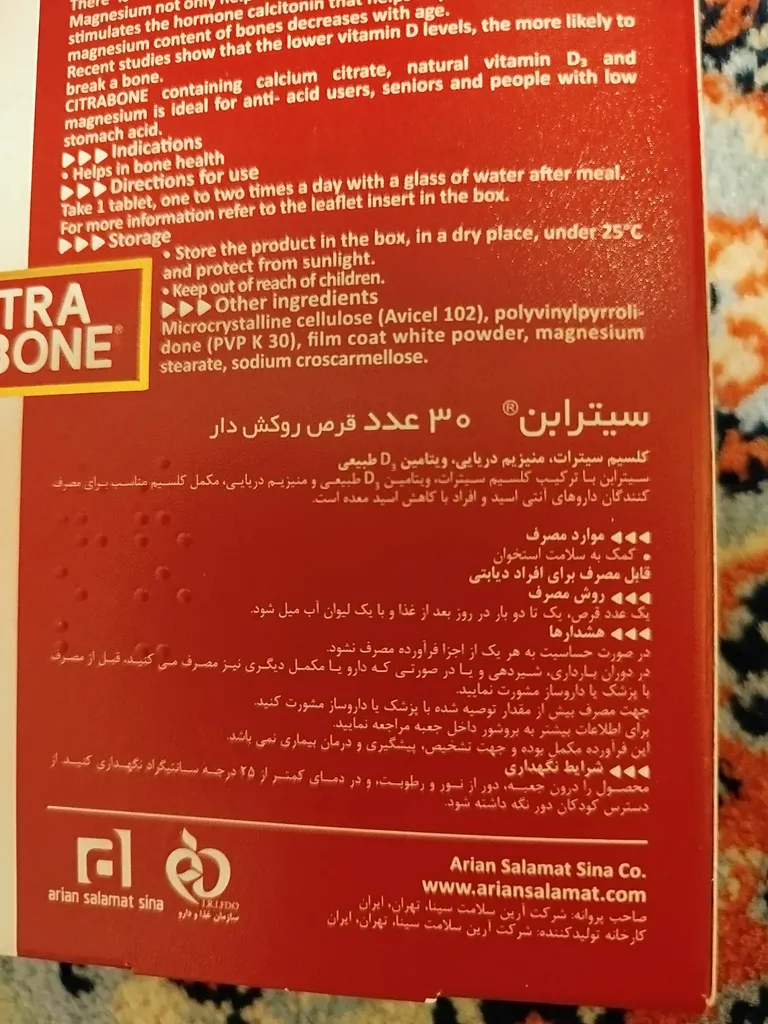 Magnesium not only
stimulates the hormone calcitonin that
magnesium content of bones decreases with age.
Recent studies show that the lower vitamin D levels, the more likely to
break a bone.
CITRABONE containing calcium citrate, natural vitamin D₃ and
magnesium is ideal for anti- acid users, seniors and people with low
stomach acid.
▶▶▶Indications
• Helps in bone health
▶▶▶Directions for use
Take 1 tablet, one to two times a day with a glass of water after meal.
For more information refer to the leaflet insert in the box.
▶▶▶Storage
• Store the product in the box, in a dry place, under 25°C
and protect from sunlight.
• Keep out of reach of children.
▶▶▶Other ingredients
Microcrystalline cellulose (Avicel 102), polyvinylpyrroli-
done (PVP K 30), film coat white powder, magnesium
stearate, sodium croscarmellose.
TRA
BONE®
سیترابن® ۳۰ عدد قرص روکش دار
کلسیم سیترات، منیزیم دریایی، ویتامین D₃ طبیعی
سیترابن با ترکیب کلسیم سیترات، ویتامین D₃ طبیعی و منیزیم دریایی، مکمل کلسیم مناسب برای مصرف
کنندگان داروهای آنتی اسید و افراد با کاهش اسید معده است.
◀◀◀ موارد مصرف
• کمک به سلامت استخوان
قابل مصرف برای افراد دیابتی
◀◀◀ روش مصرف
یک عدد قرص، یک تا دو بار در روز بعد از غذا و با یک لیوان آب میل شود.
◀◀◀ هشدارها
در صورت حساسیت به هر یک از اجزا فرآورده مصرف نشود.
در دوران بارداری، شیردهی و یا در صورتی که دارو یا مکمل دیگری نیز مصرف می کنید، قبل از مصرف
با پزشک یا داروساز مشورت نمایید.
جهت مصرف بیش از مقدار توصیه شده با پزشک یا داروساز مشورت کنید.
برای اطلاعات بیشتر به بروشور داخل جعبه مراجعه نمایید.
این فرآورده مکمل بوده و جهت تشخیص، پیشگیری و درمان بیماری نمی باشد.
◀◀◀ شرایط نگهداری
محصول را درون جعبه، دور از نور و رطوبت، و در دمای کمتر از ۲۵ درجه سانتیگراد نگهداری کنید. از
دسترس کودکان دور نگه داشته شود.
arian salamat sina
I.R.I.FDO
سازمان غذا و دارو
Arian Salamat Sina Co.
www.ariansalamat.com
صاحب پروانه: شرکت آرین سلامت سینا، تهران، ایران
کارخانه تولیدکننده: شرکت آرین سلامت سینا، تهران، ایران